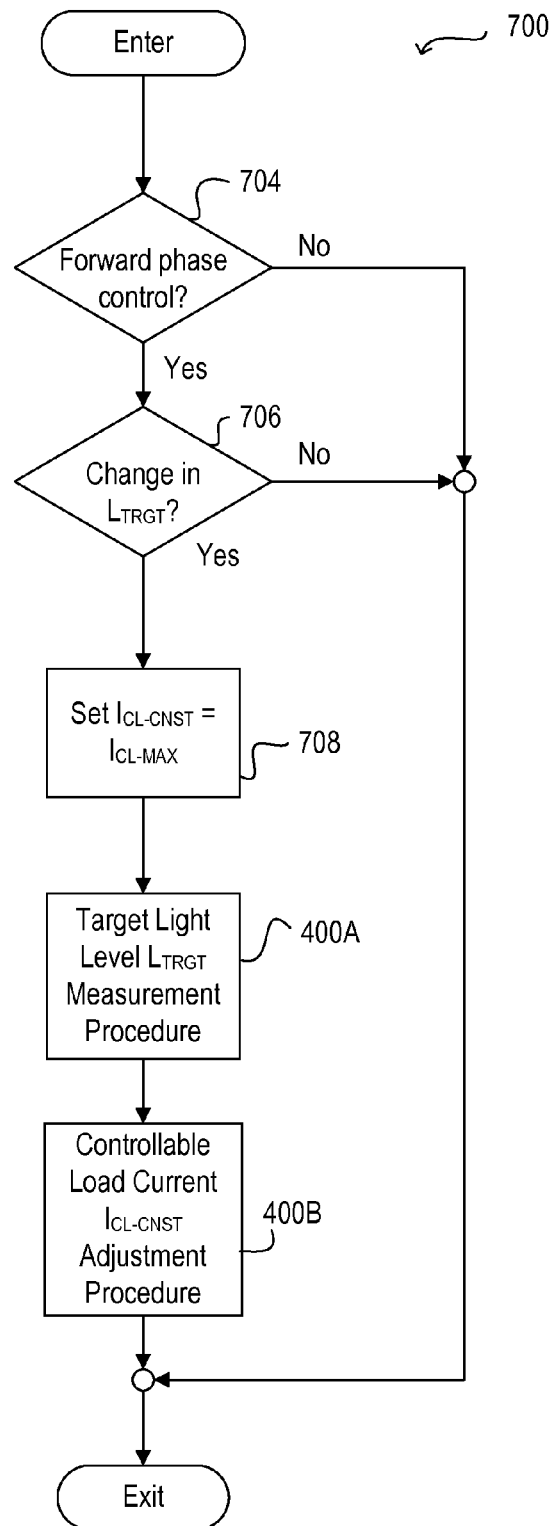 Enter
700
704
Forward phase
control?
No
Yes
706
Change in
LTRGT?
No
Yes
Set ICL-CNST =
ICL-MAX
708
Target Light
Level LTRGT
Measurement
Procedure
400A
Controllable
Load Current
ICL-CNST
Adjustment
Procedure
400B
Exit